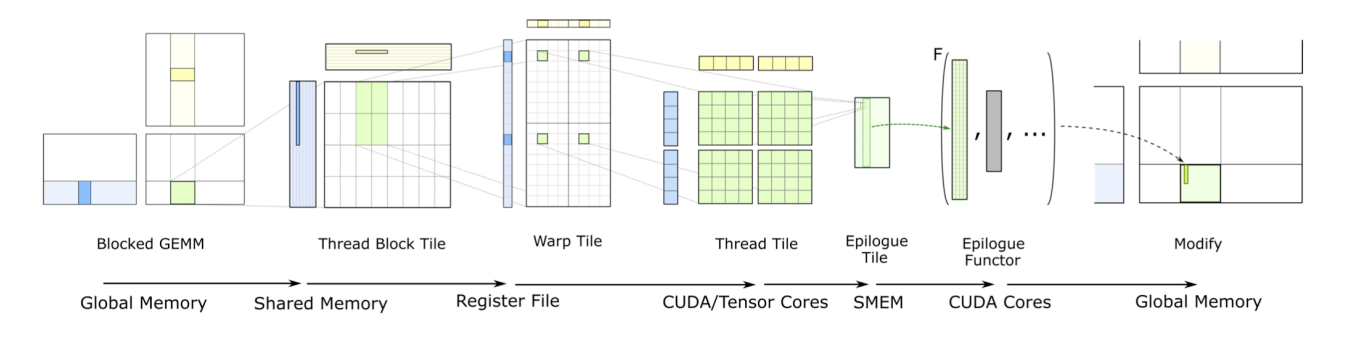 F
( , , ... )
Blocked GEMM
Thread Block Tile
Warp Tile
Thread Tile
Epilogue
Tile
Epilogue
Functor
Modify
Global Memory
Shared Memory
Register File
CUDA/Tensor Cores
SMEM
CUDA Cores
Global Memory